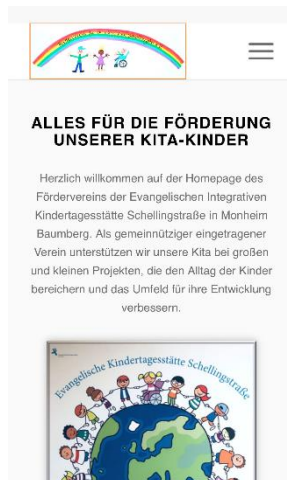 ALLES FÜR DIE FÖRDERUNG
UNSERER KITA-KINDER
Herzlich willkommen auf der Homepage des
Fördervereins der Evangelischen Integrativen
Kindertagesstätte Schellingstraße in Monheim
Baumberg. Als gemeinnütziger eingetragener
Verein unterstützen wir unsere Kita bei großen
und kleinen Projekten, die den Alltag der Kinder
bereichern und das Umfeld für ihre Entwicklung
verbessern.
Evangelische Kindertagesstätte Schellingstraße